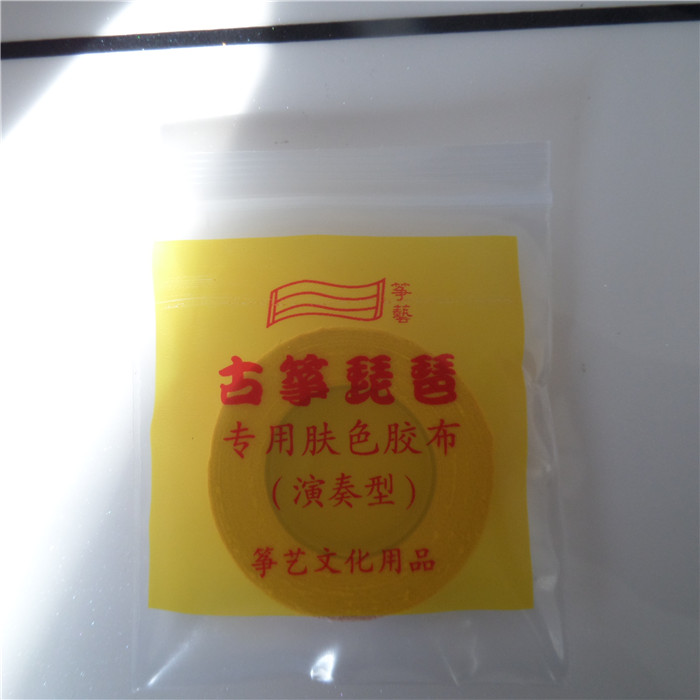 筝藝
古筝琵琶
专用肤色胶布
（演奏型）
筝艺文化用品